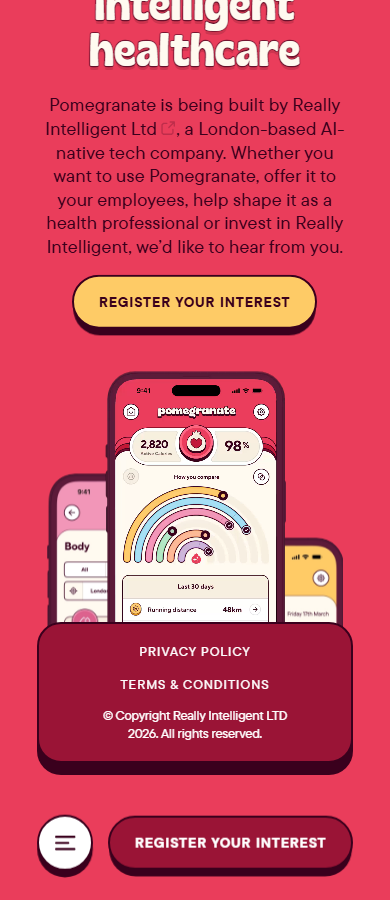 intelligent
healthcare
Pomegranate is being built by Really
Intelligent Ltd , a London-based AI-
native tech company. Whether you
want to use Pomegranate, offer it to
your employees, help shape it as a
health professional or invest in Really
Intelligent, we’d like to hear from you.
REGISTER YOUR INTEREST
9:41
pomegranate
2,820
Active Calories
98%
How you compare
9:41
Body
All
London
Last 30 days
Running distance
48km
Friday 17th March
PRIVACY POLICY
TERMS & CONDITIONS
© Copyright Really Intelligent LTD
2026. All rights reserved.
REGISTER YOUR INTEREST